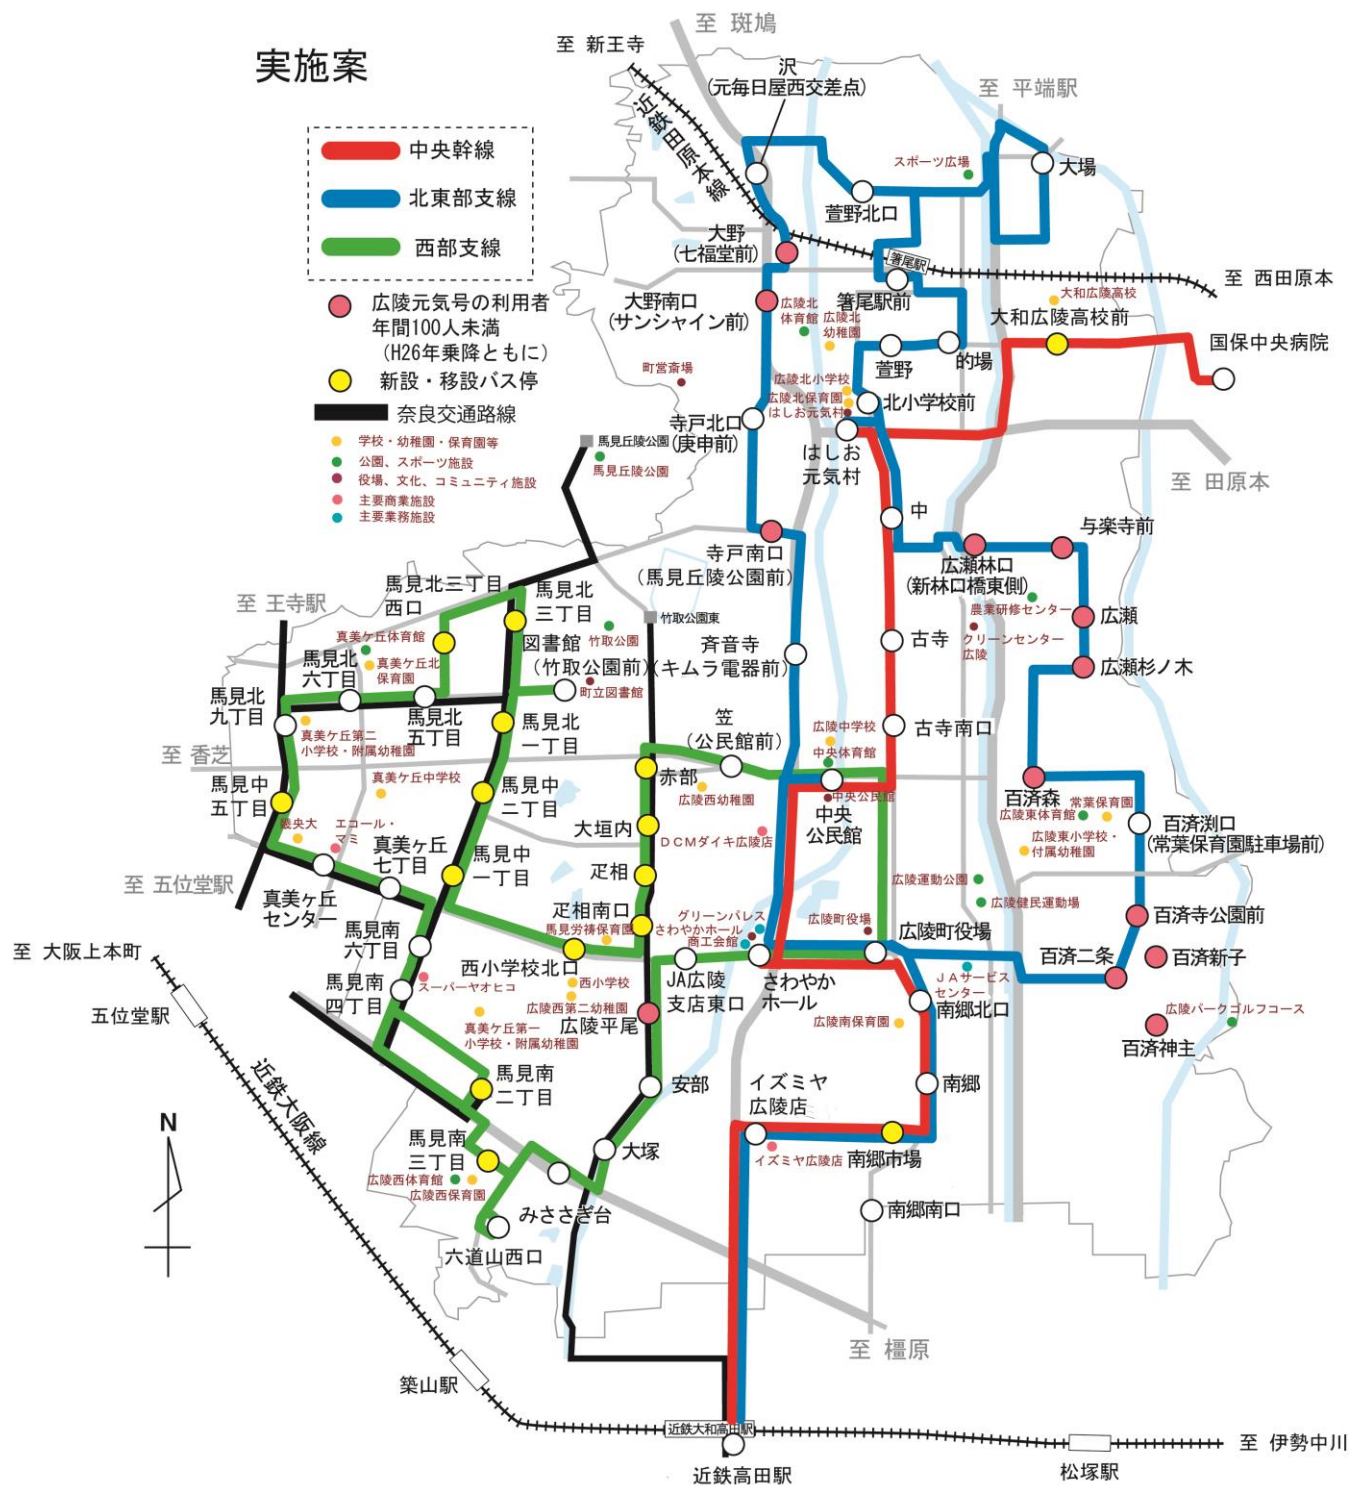 実施案
中央幹線
北東部支線
西部支線
広陵元気号の利用者
年間100人未満
（H26年乗降ともに）
新設・移設バス停
奈良交通路線
学校・幼稚園・保育園等
公園、スポーツ施設
役場、文化、コミュニティ施設
主要商業施設
主要業務施設
至 斑鳩
至 新王寺
近鉄田原本線
沢
(元毎日屋西交差点)
至 平端駅
スポーツ広場
大場
萱野北口
大野
(七福堂前)
箸尾駅
至 西田原本
箸尾駅前
大和広陵高校
大和広陵高校前
国保中央病院
大野南口
(サンシャイン前)
広陵北
体育館
広陵北
幼稚園
萱野
的場
町営斎場
広陵北小学校
広陵北保育園
はしお元気村
北小学校前
寺戸北口
(庚申前)
はしお
元気村
至 田原本
馬見丘陵公園
馬見丘陵公園
中
与楽寺前
寺戸南口
(馬見丘陵公園前)
広瀬林口
(新林口橋東側)
農業研修センター
広瀬
クリーンセンター
広陵
広瀬杉ノ木
馬見北三丁目
西口
馬見北
三丁目
竹取公園東
至 王寺駅
真美ケ丘体育館
図書館
(竹取公園前)
竹取公園
斉音寺
(キムラ電器前)
古寺
馬見北
六丁目
真美ケ丘北
保育園
町立図書館
馬見北
九丁目
馬見北
五丁目
馬見北
一丁目
笠
(公民館前)
広陵中学校
中央体育館
古寺南口
真美ケ丘第二
小学校・附属幼稚園
至 香芝
馬見中
五丁目
真美ケ丘中学校
馬見中
二丁目
赤部
広陵西幼稚園
中央公民館
中央
公民館
百済森
常葉保育園
広陵東体育館
百済渕口
(常葉保育園駐車場前)
広陵東小学校・
付属幼稚園
畿央大
エコール・
マミ
大垣内
DCMダイキ広陵店
真美ヶ丘
七丁目
馬見中
一丁目
疋相
至 五位堂駅
真美ヶ丘
センター
疋相南口
馬見労祷保育園
グリーンパレス
さわやかホール
商工会館
広陵町役場
広陵町役場
広陵運動公園
広陵健民運動場
百済寺公園前
至 大阪上本町
馬見南
六丁目
西小学校北口
百済二条
百済新子
五位堂駅
馬見南
四丁目
スーパーヤオヒコ
西小学校
広陵西第二幼稚園
JA広陵
支店東口
さわやか
ホール
JAサービス
センター
南郷北口
広陵平尾
広陵南保育園
広陵パークゴルフコース
百済神主
真美ケ丘第一
小学校・附属幼稚園
近鉄大阪線
馬見南
二丁目
安部
イズミヤ
広陵店
南郷
N
馬見南
三丁目
大塚
イズミヤ広陵店
南郷市場
広陵西体育館
広陵西保育園
みささぎ台
南郷南口
六道山西口
至 橿原
築山駅
近鉄大和高田駅
近鉄高田駅
松塚駅
至 伊勢中川